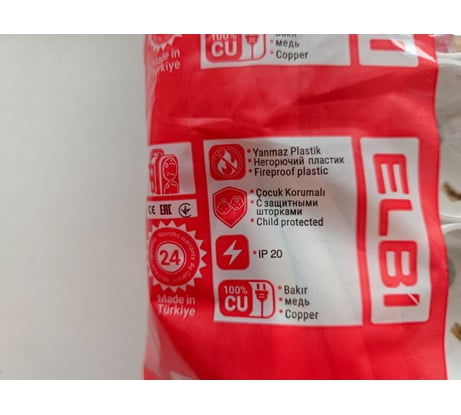 100%
CU
• медь
• Copper
Made in
Türkiye
• Yanmaz Plastik
• Негорючий пластик
• Fireproof plastic
• Çocuk Korumalı
• С защитными
шторками
• Child protected
CE EAC
24
• IP 20
Made in
Türkiye
100%
CU
• Bakır
• медь
• Copper
ELBi